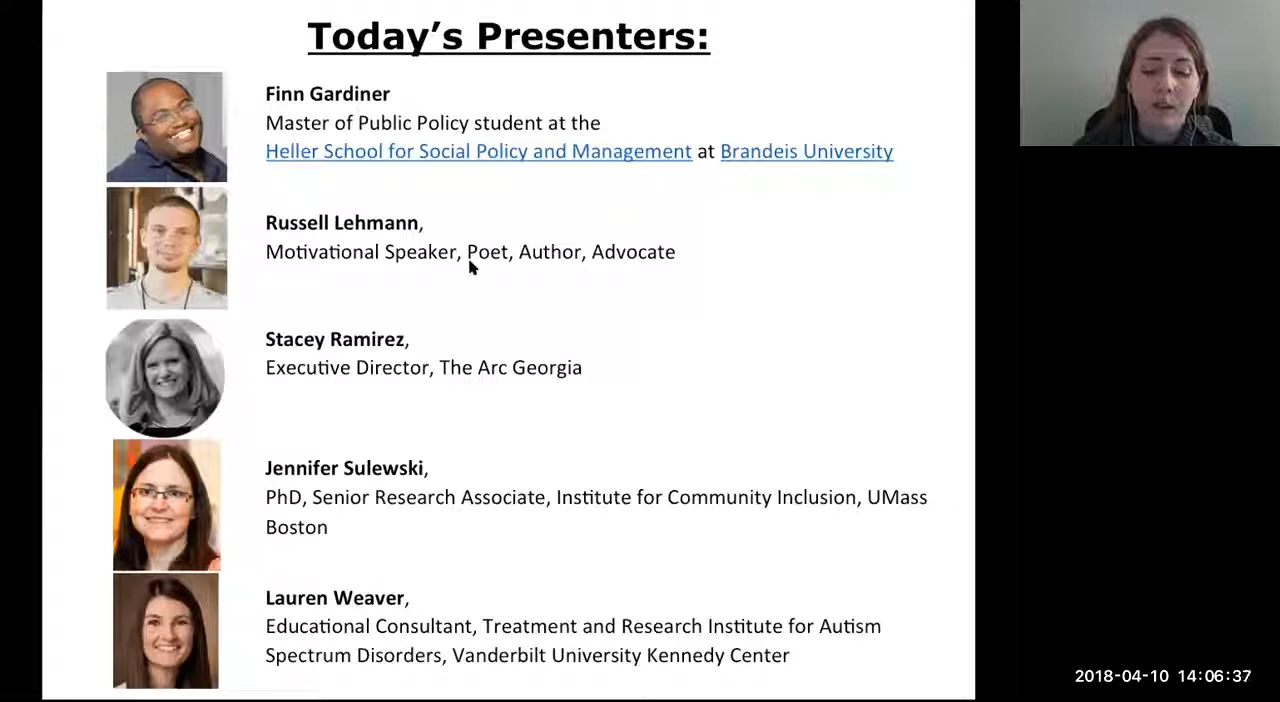 Today’s Presenters:
Finn Gardiner
Master of Public Policy student at the
Heller School for Social Policy and Management at Brandeis University
Russell Lehmann,
Motivational Speaker, Poet, Author, Advocate
Stacey Ramirez,
Executive Director, The Arc Georgia
Jennifer Sulewski,
PhD, Senior Research Associate, Institute for Community Inclusion, UMass
Boston
Lauren Weaver,
Educational Consultant, Treatment and Research Institute for Autism
Spectrum Disorders, Vanderbilt University Kennedy Center
2018-04-10 14:06:37